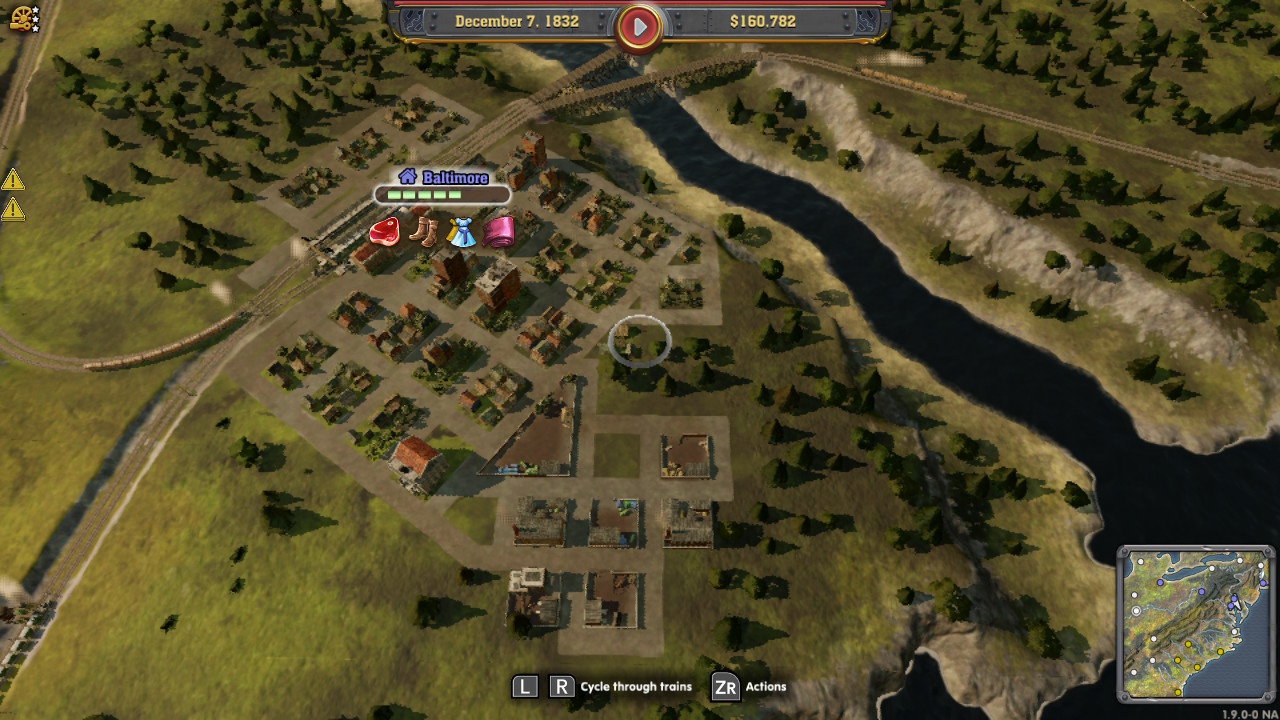 December 7. 1832
$160,782
Baltimore
L R Cycle through trains ZR Actions
1.9.0-0 NA